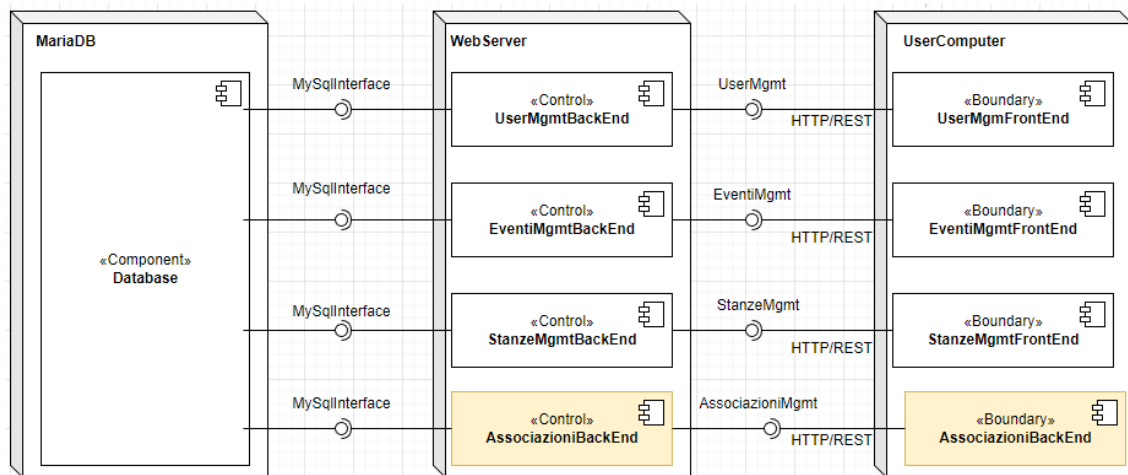 MariaDB
WebServer
UserComputer
MySqlInterface
«Control»
UserMgmtBackEnd
UserMgmt
HTTP/REST
«Boundary»
UserMgmFrontEnd
MySqlInterface
«Control»
EventiMgmtBackEnd
EventiMgmt
HTTP/REST
«Boundary»
EventiMgmtFrontEnd
«Component»
Database
MySqlInterface
«Control»
StanzeMgmtBackEnd
StanzeMgmt
HTTP/REST
«Boundary»
StanzeMgmtFrontEnd
MySqlInterface
«Control»
AssociazioniBackEnd
AssociazioniMgmt
HTTP/REST
«Boundary»
AssociazioniBackEnd